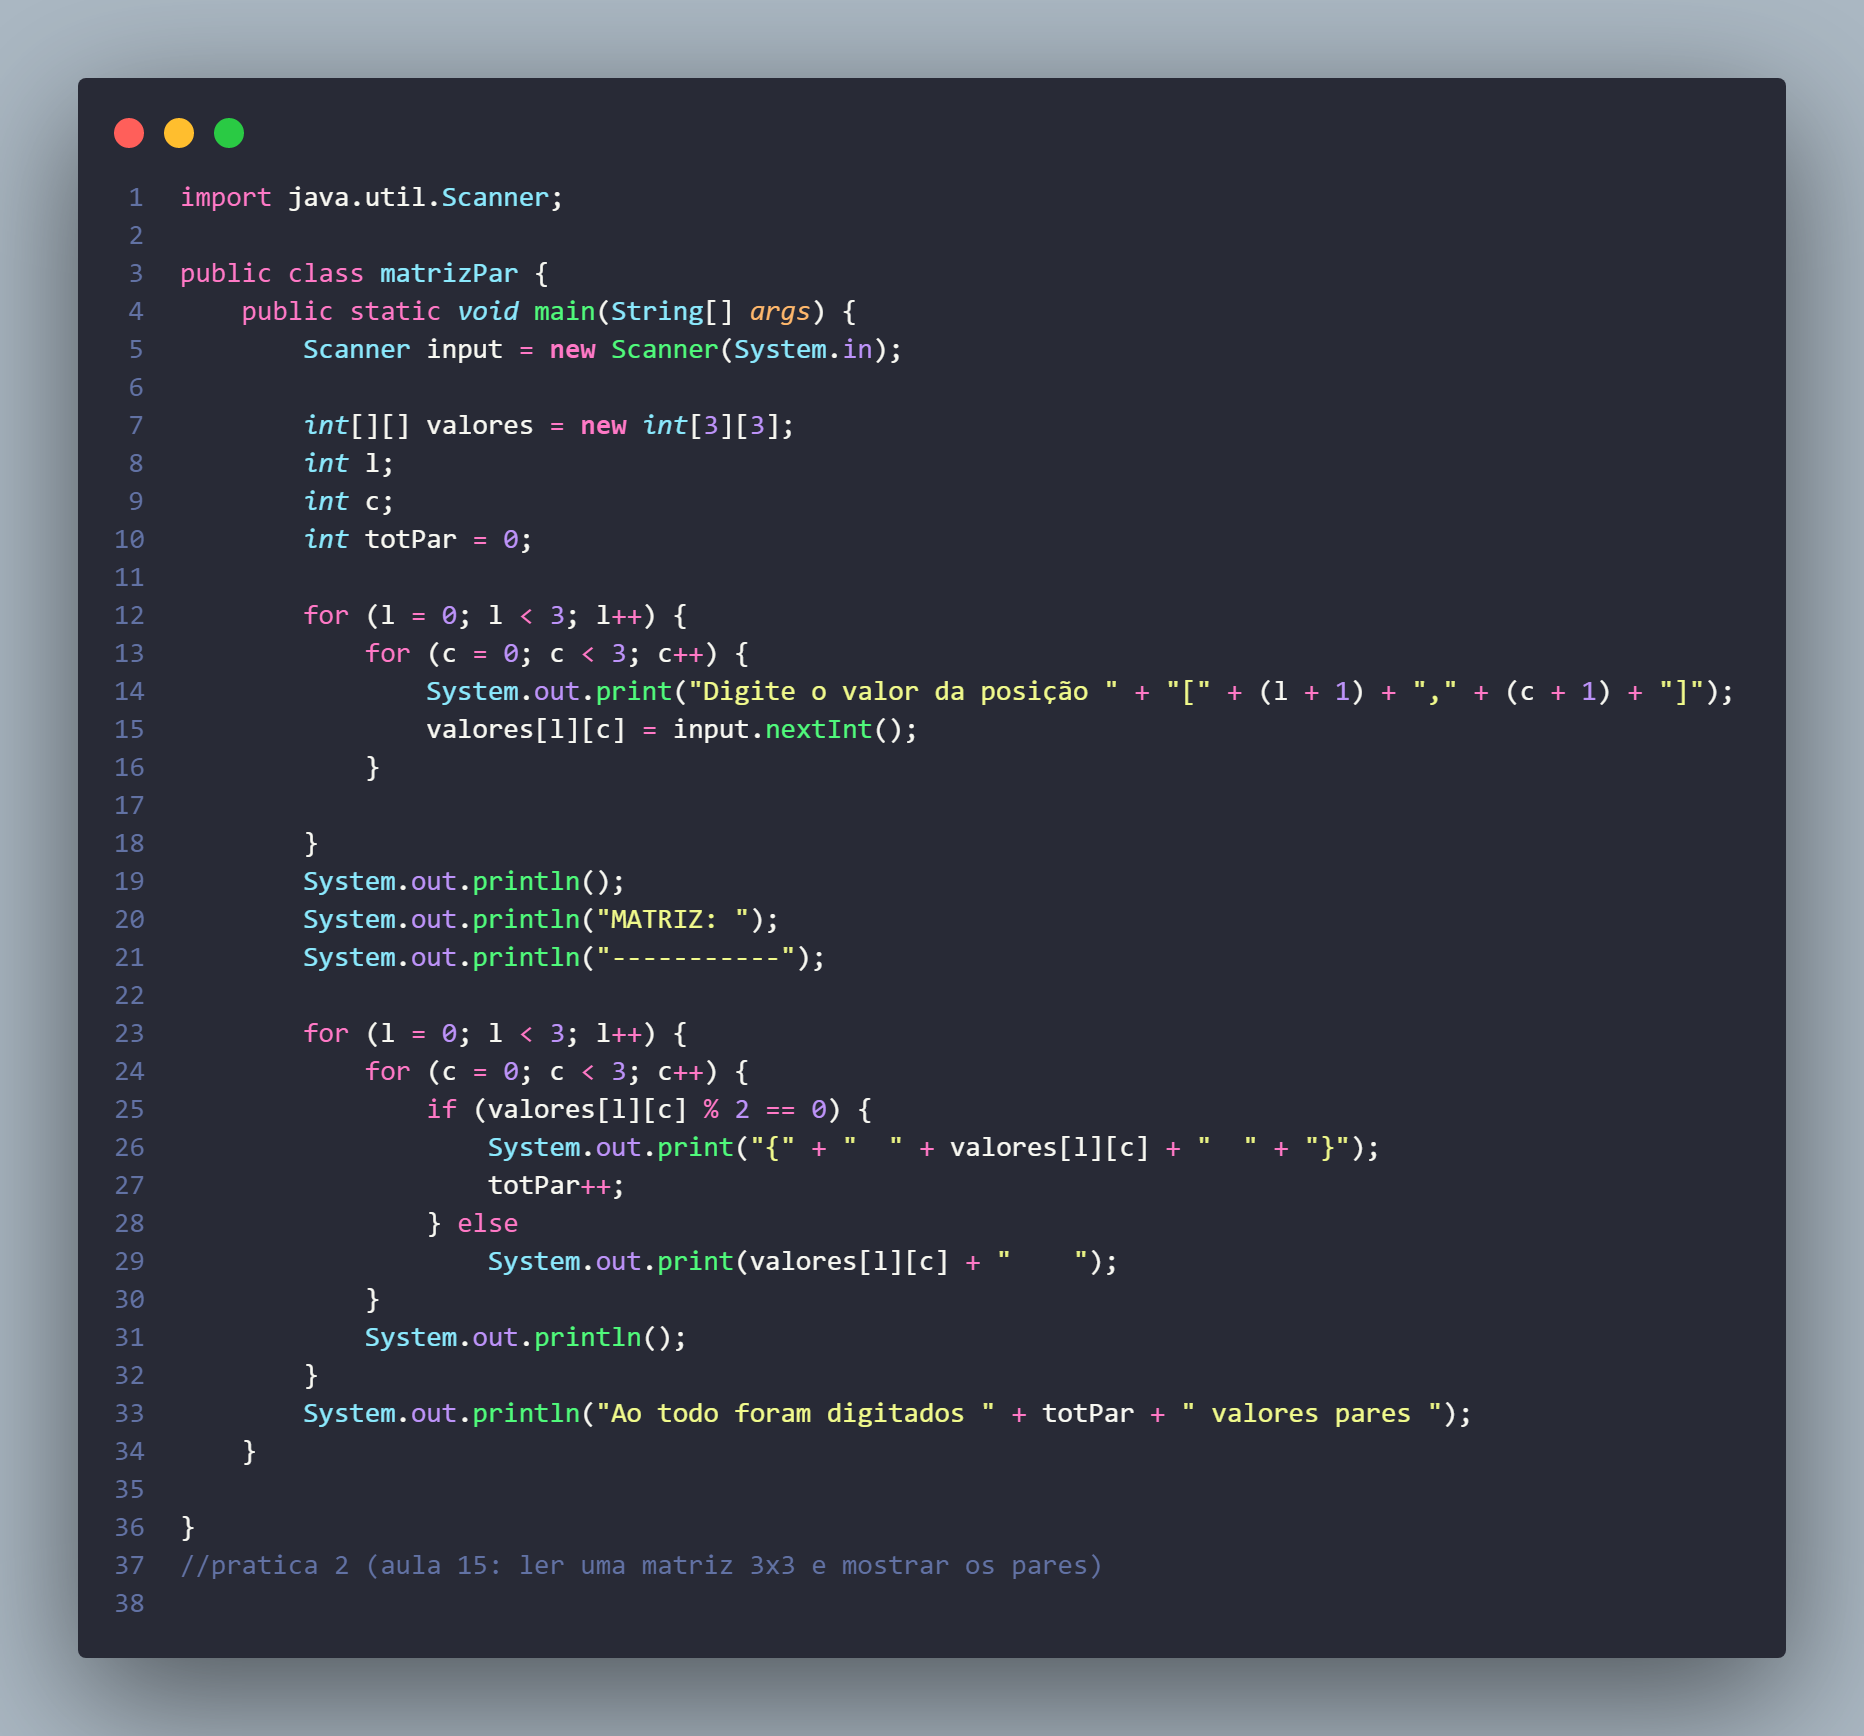 1 import java.util.Scanner;
2
3 public class matrizPar {
4     public static void main(String[] args) {
5         Scanner input = new Scanner(System.in);
6
7         int[][] valores = new int[3][3];
8         int l;
9         int c;
10         int totPar = 0;
11
12         for (l = 0; l < 3; l++) {
13             for (c = 0; c < 3; c++) {
14                 System.out.print("Digite o valor da posição " + "[" + (l + 1) + "," + (c + 1) + "]");
15                 valores[l][c] = input.nextInt();
16             }
17
18         }
19         System.out.println();
20         System.out.println("MATRIZ: ");
21         System.out.println("-----------");
22
23         for (l = 0; l < 3; l++) {
24             for (c = 0; c < 3; c++) {
25                 if (valores[l][c] % 2 == 0) {
26                     System.out.print("{" + "  " + valores[l][c] + "  " + "}");
27                     totPar++;
28                 } else
29                     System.out.print(valores[l][c] + "    ");
30             }
31             System.out.println();
32         }
33         System.out.println("Ao todo foram digitados " + totPar + " valores pares ");
34     }
35
36 }
37 //pratica 2 (aula 15: ler uma matriz 3x3 e mostrar os pares)
38